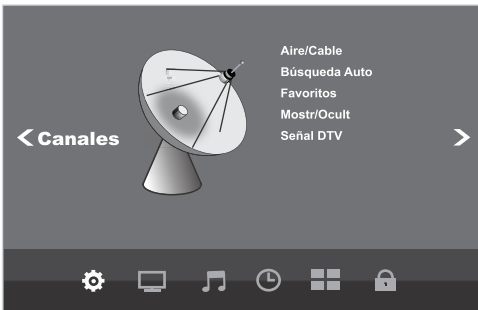 Canales
Aire/Cable
Búsqueda Auto
Favoritos
Mostr/Ocult
Señal DTV